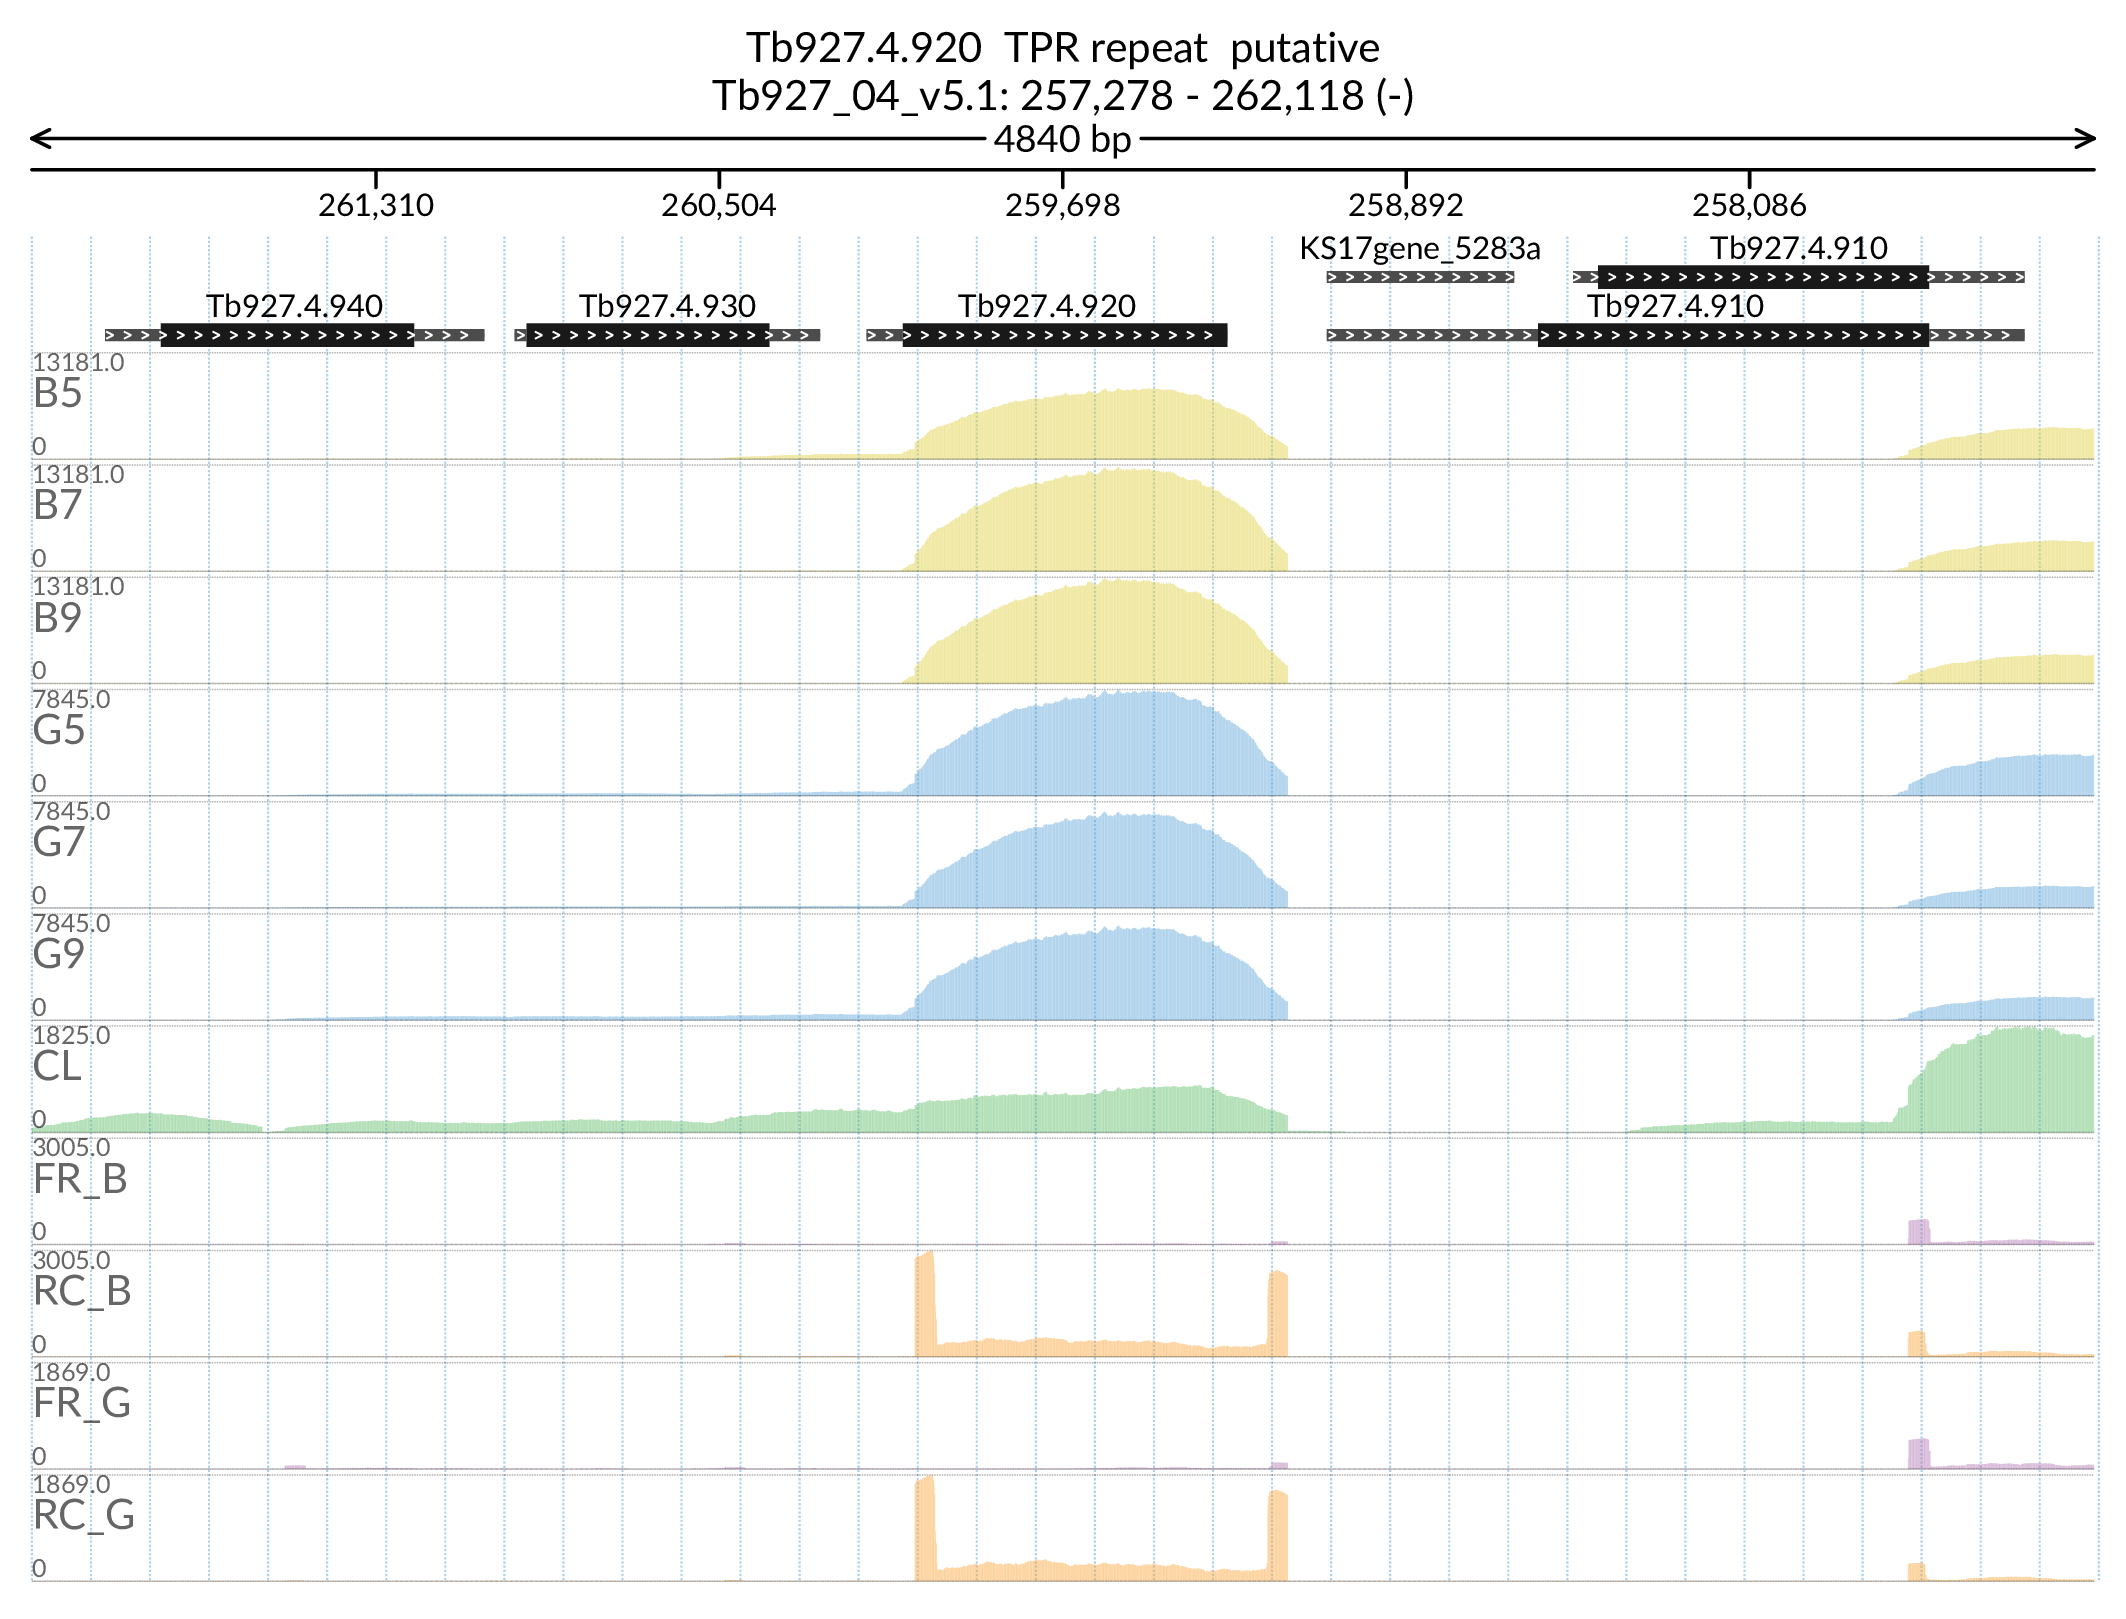 Tb927.4.920 TPR repeat putative
Tb927_04_v5.1: 257,278 - 262,118 (-)
4840 bp
261,310 260,504 259,698 258,892 258,086
KS17gene_5283a Tb927.4.910
Tb927.4.940 Tb927.4.930 Tb927.4.920 Tb927.4.910
13181.0
B5
0
13181.0
B7
0
13181.0
B9
0
7845.0
G5
0
7845.0
G7
0
7845.0
G9
0
1825.0
CL
0
3005.0
FR_B
0
3005.0
RC_B
0
1869.0
FR_G
0
1869.0
RC_G
0